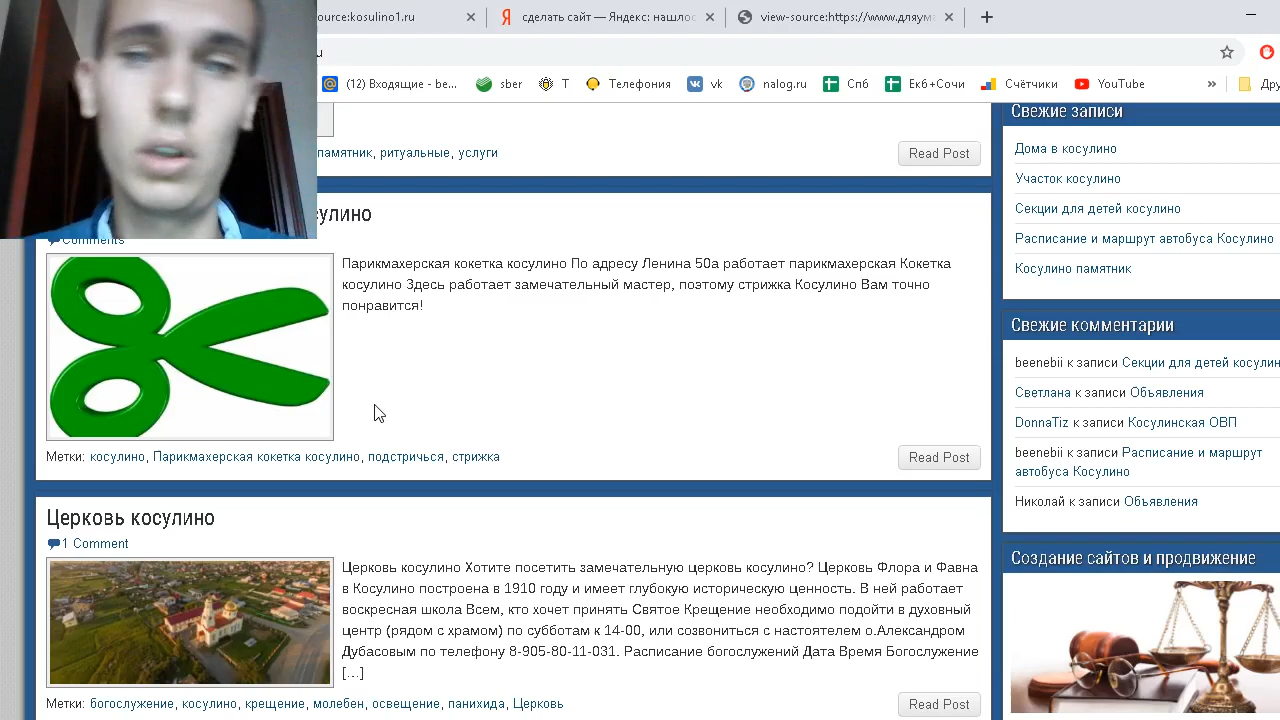 source:kosulino1.ru
сделать сайт — Яндекс: нашлос
view-source:https://www.дляум
(12) Входящие - be...
sber
Т
Телефония
vk
nalog.ru
Спб
Екб+Сочи
Счётчики
YouTube
»
памятник, ритуальные, услуги
Read Post
Comments
Парикмахерская кокетка косулино По адресу Ленина 50а работает парикмахерская Кокетка
косулино Здесь работает замечательный мастер, поэтому стрижка Косулино Вам точно
понравится!
Метки: косулино, Парикмахерская кокетка косулино, подстричься, стрижка
Read Post
Церковь косулино
1 Comment
Церковь косулино Хотите посетить замечательную церковь косулино? Церковь Флора и Фавна
в Косулино построена в 1910 году и имеет глубокую историческую ценность. В ней работает
воскресная школа Всем, кто хочет принять Святое Крещение необходимо подойти в духовный
центр (рядом с храмом) по субботам к 14-00, или созвониться с настоятелем о.Александром
Дубасовым по телефону 8-905-80-11-031. Расписание богослужений Дата Время Богослужение
[...]
Метки: богослужение, косулино, крещение, молебен, освещение, панихида, Церковь
Read Post
Свежие записи
Дома в косулино
Участок косулино
Секции для детей косулино
Расписание и маршрут автобуса Косулино
Косулино памятник
Свежие комментарии
beenebii к записи Секции для детей косулин
Светлана к записи Объявления
DonnaTiz к записи Косулинская ОВП
beenebii к записи Расписание и маршрут
автобуса Косулино
Николай к записи Объявления
Создание сайтов и продвижение